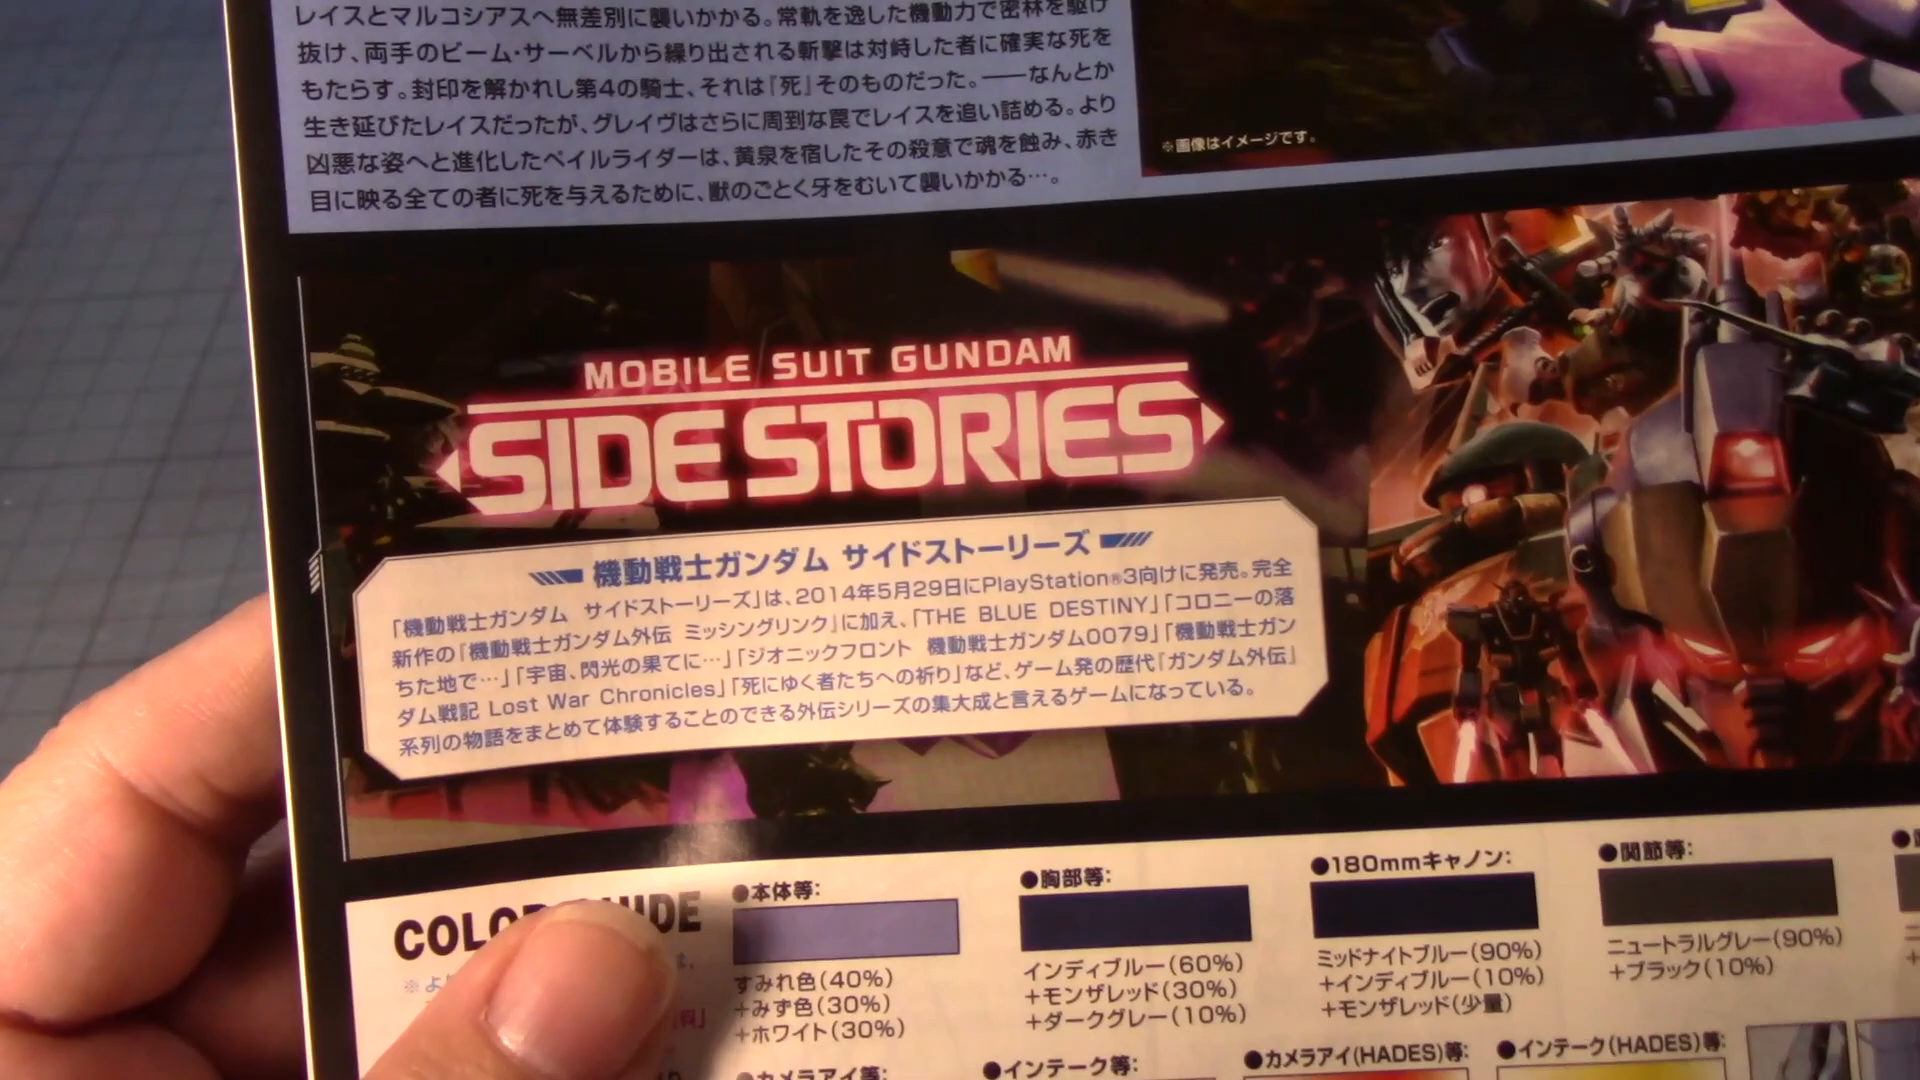 レイスとマルコシアスへ無差別に襲いかかる。常軌を逸した機動力で密林を駆け
抜け、両手のビーム・サーベルから繰り出される斬撃は対峙した者に確実な死を
もたらす。封印を解かれし第4の騎士、それは『死』そのものだった。——なんとか
生き延びたレイスだったが、グレイヴはさらに周到な罠でレイスを追い詰める。より
凶悪な姿へと進化したペイルライダーは、黄泉を宿したその殺意で魂を蝕み、赤き
目に映る全ての者に死を与えるために、獣のごとく牙をむいて襲いかかる…。
※画像はイメージです。
MOBILE SUIT GUNDAM
SIDE STORIES
機動戦士ガンダム サイドストーリーズ
「機動戦士ガンダム サイドストーリーズ」は、2014年5月29日にPlayStation®3向けに発売。完全
新作の「機動戦士ガンダム外伝 ミッシングリンク」に加え、「THE BLUE DESTINY」「コロニーの落
ちた地で…」「宇宙、閃光の果てに…」「ジオニックフロント 機動戦士ガンダム0079」「機動戦士ガン
ダム戦記 Lost War Chronicles」「死にゆく者たちへの祈り」など、ゲーム発の歴代「ガンダム外伝」
系列の物語をまとめて体験することのできる外伝シリーズの集大成と言えるゲームになっている。
●本体等:
すみれ色(40%)
+みず色(30%)
+ホワイト(30%)
●胸部等:
インディブルー(60%)
+モンザレッド(30%)
+ダークグレー(10%)
●180mmキャノン:
ミッドナイトブルー(90%)
+インディブルー(10%)
+モンザレッド(少量)
●関節等:
ニュートラルグレー(90%)
+ブラック(10%)
●カメラアイ等:
●インテーク等:
●カメラアイ(HADES)等:
●インテーク(HADES)等: